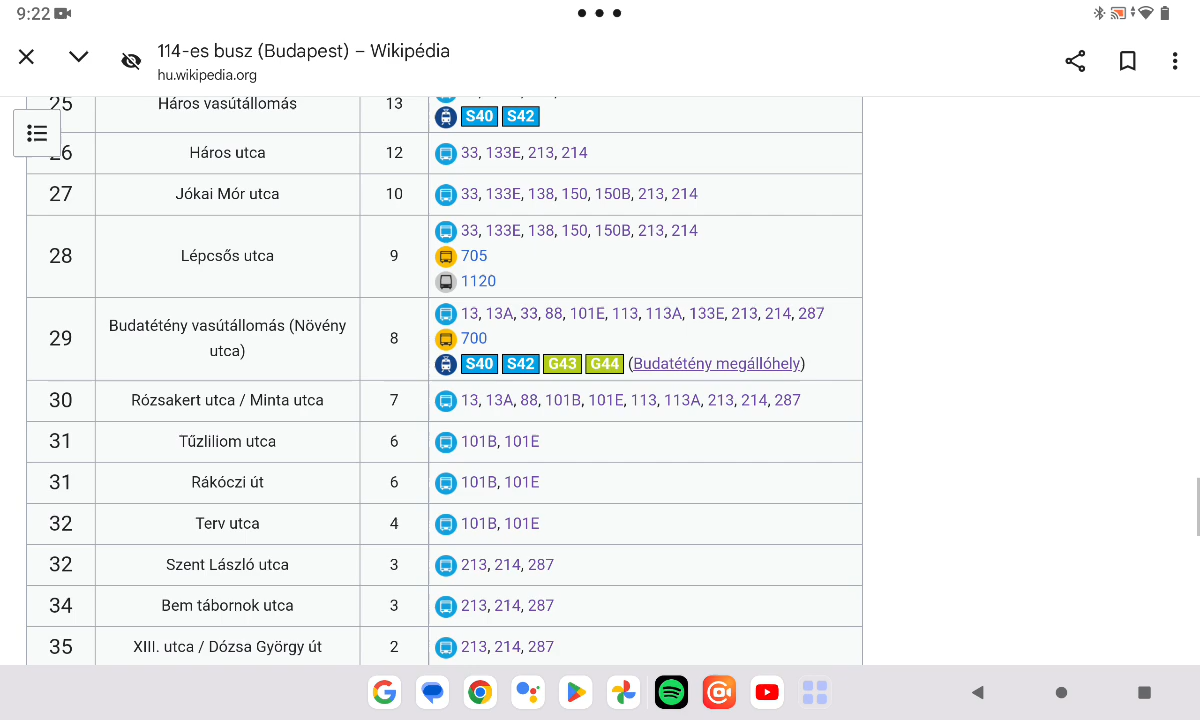 9:22
114-es busz (Budapest) – Wikipédia
hu.wikipedia.org
25 Háros vasútállomás 13
S40 S42
26 Háros utca 12 33, 133E, 213, 214
27 Jókai Mór utca 10 33, 133E, 138, 150, 150B, 213, 214
28 Lépcsős utca 9 33, 133E, 138, 150, 150B, 213, 214
705
1120
29 Budatétény vasútállomás (Növény utca) 8 13, 13A, 33, 88, 101E, 113, 113A, 133E, 213, 214, 287
700
S40 S42 G43 G44 (Budatétény megállóhely)
30 Rózsakert utca / Minta utca 7 13, 13A, 88, 101B, 101E, 113, 113A, 213, 214, 287
31 Tűzliliom utca 6 101B, 101E
31 Rákóczi út 6 101B, 101E
32 Terv utca 4 101B, 101E
32 Szent László utca 3 213, 214, 287
34 Bem tábornok utca 3 213, 214, 287
35 XIII. utca / Dózsa György út 2 213, 214, 287